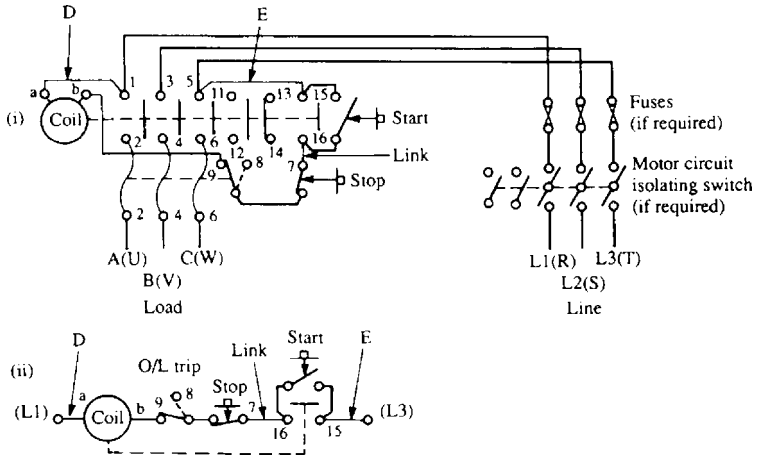 D
E
1 3 5 11 13 15
a b
(i) Coil Start
2 4 6 12 14 16
Link
9 8 7
Stop
2 4 6
A(U) B(V) C(W)
Load
Fuses
(if required)
Motor circuit
isolating switch
(if required)
L1(R) L2(S) L3(T)
Line
(ii)
D O/L trip Link Start E
Stop
(L1) a Coil b 9 8 7 16 15 (L3)